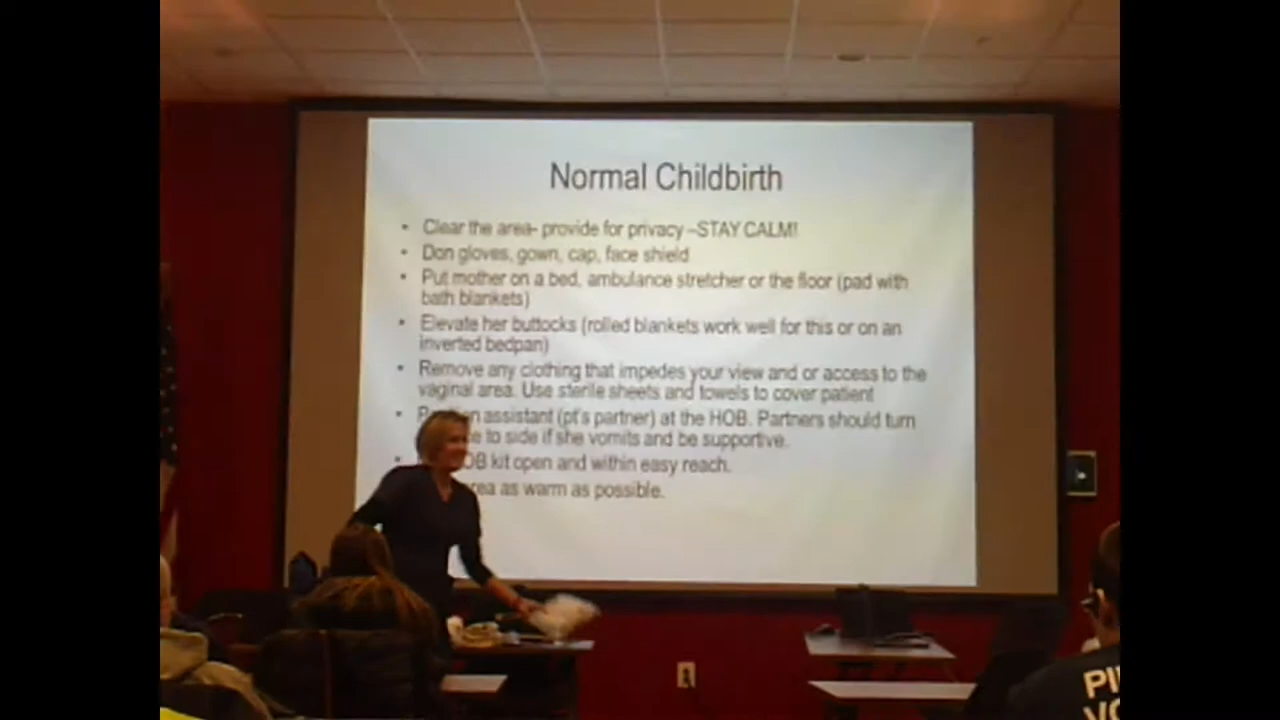 Normal Childbirth
• Clear the area- provide for privacy –STAY CALM!
• Don gloves, gown, cap, face shield
• Put mother on a bed, ambulance stretcher or the floor (pad with
bath blankets)
• Elevate her buttocks (rolled blankets work well for this or on an
inverted bedpan)
• Remove any clothing that impedes your view and or access to the
vaginal area. Use sterile sheets and towels to cover patient
• assistant (pt's partner) at the HOB. Partners should turn
to side if she vomits and be supportive.
• OB kit open and within easy reach.
as warm as possible.
PI
VO